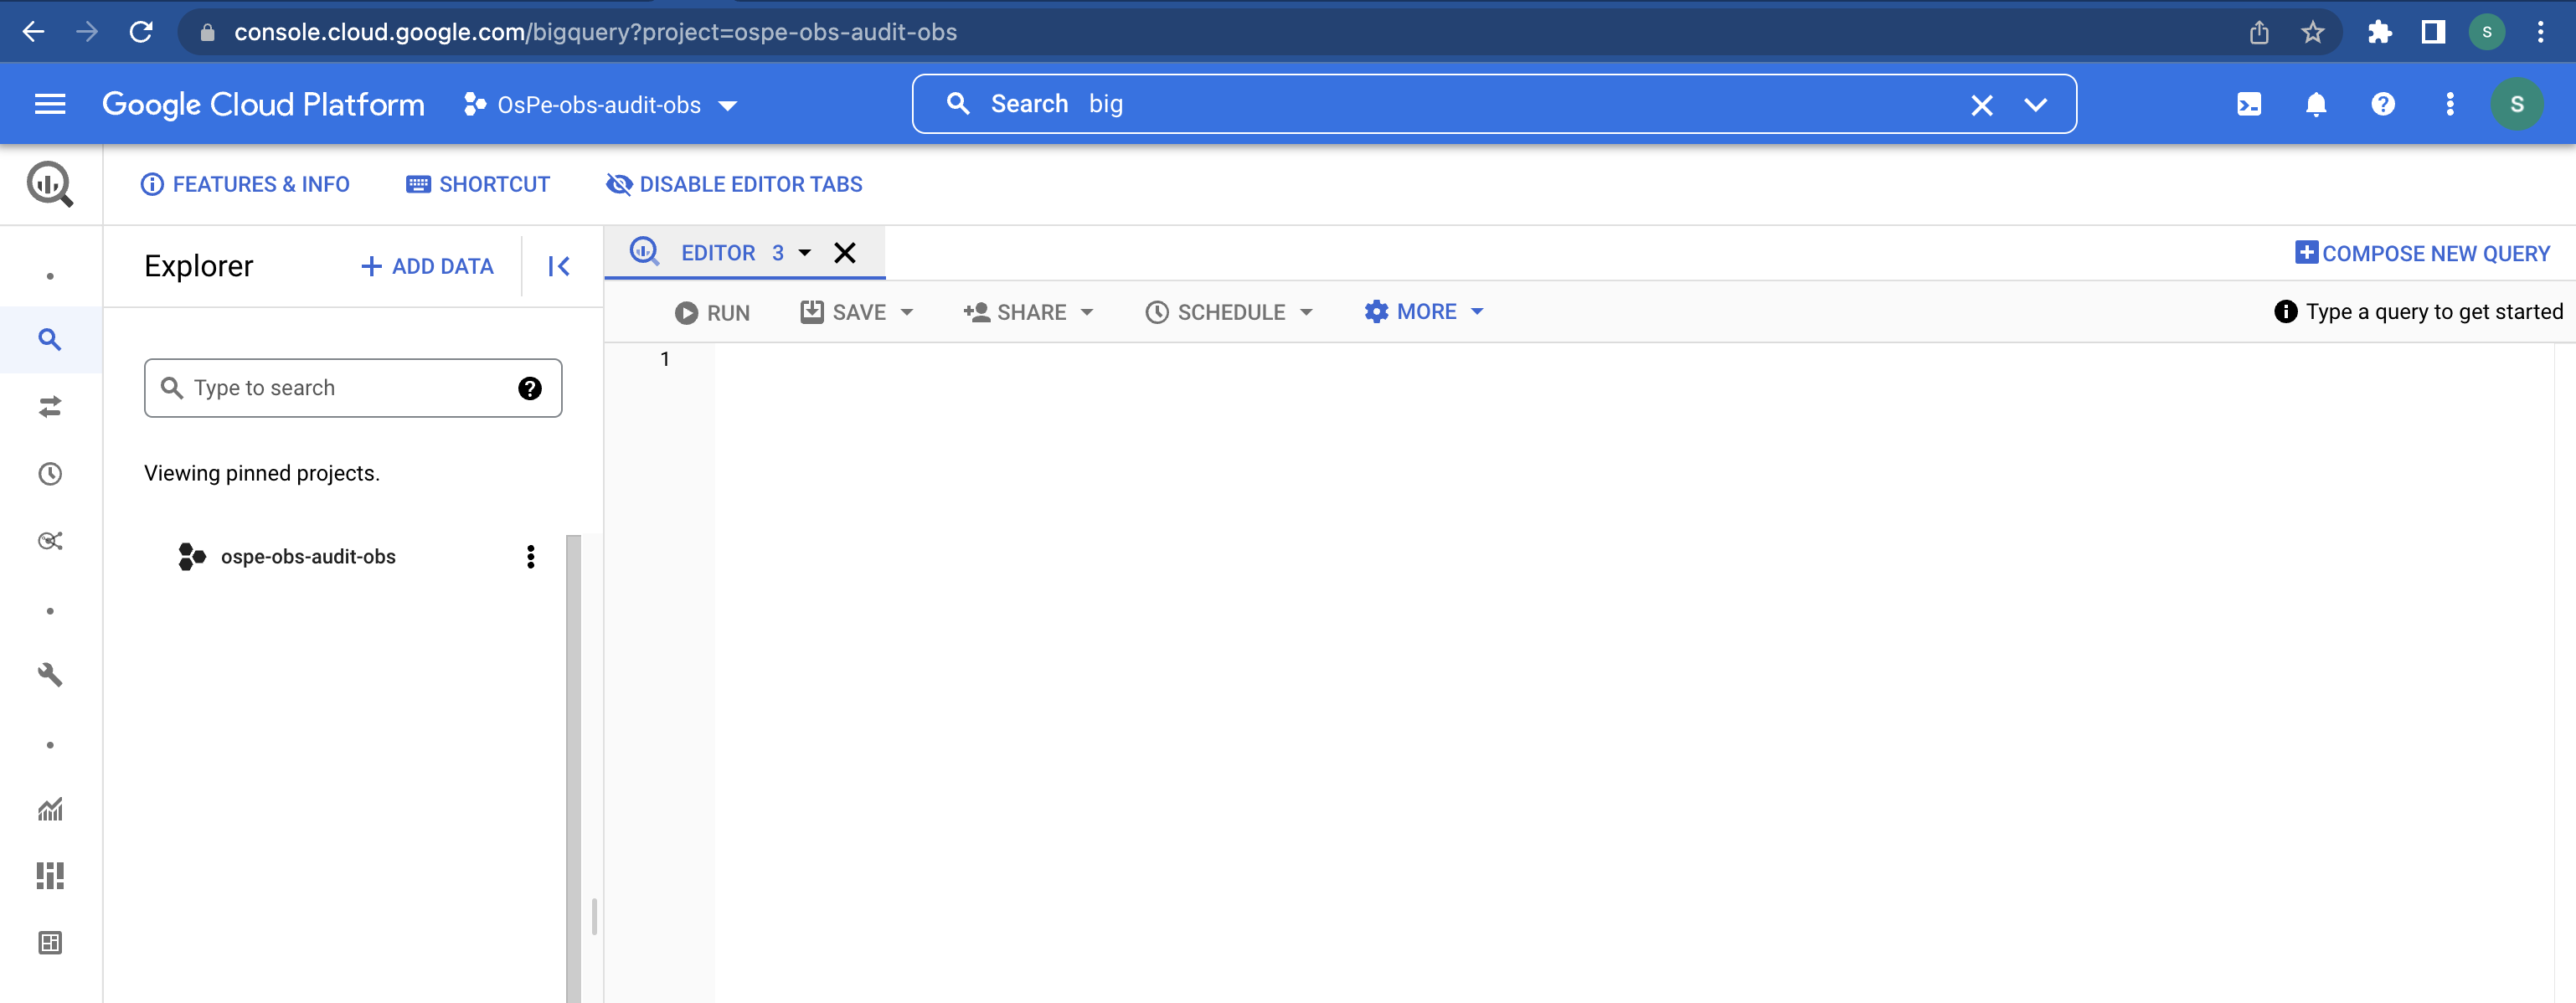 console.cloud.google.com/bigquery?project=ospe-obs-audit-obs
S
Google Cloud Platform
OsPe-obs-audit-obs
Search big
S
FEATURES & INFO
SHORTCUT
DISABLE EDITOR TABS
Explorer
+ ADD DATA
EDITOR 3
COMPOSE NEW QUERY
RUN
SAVE
SHARE
SCHEDULE
MORE
Type a query to get started
1
Type to search
Viewing pinned projects.
ospe-obs-audit-obs